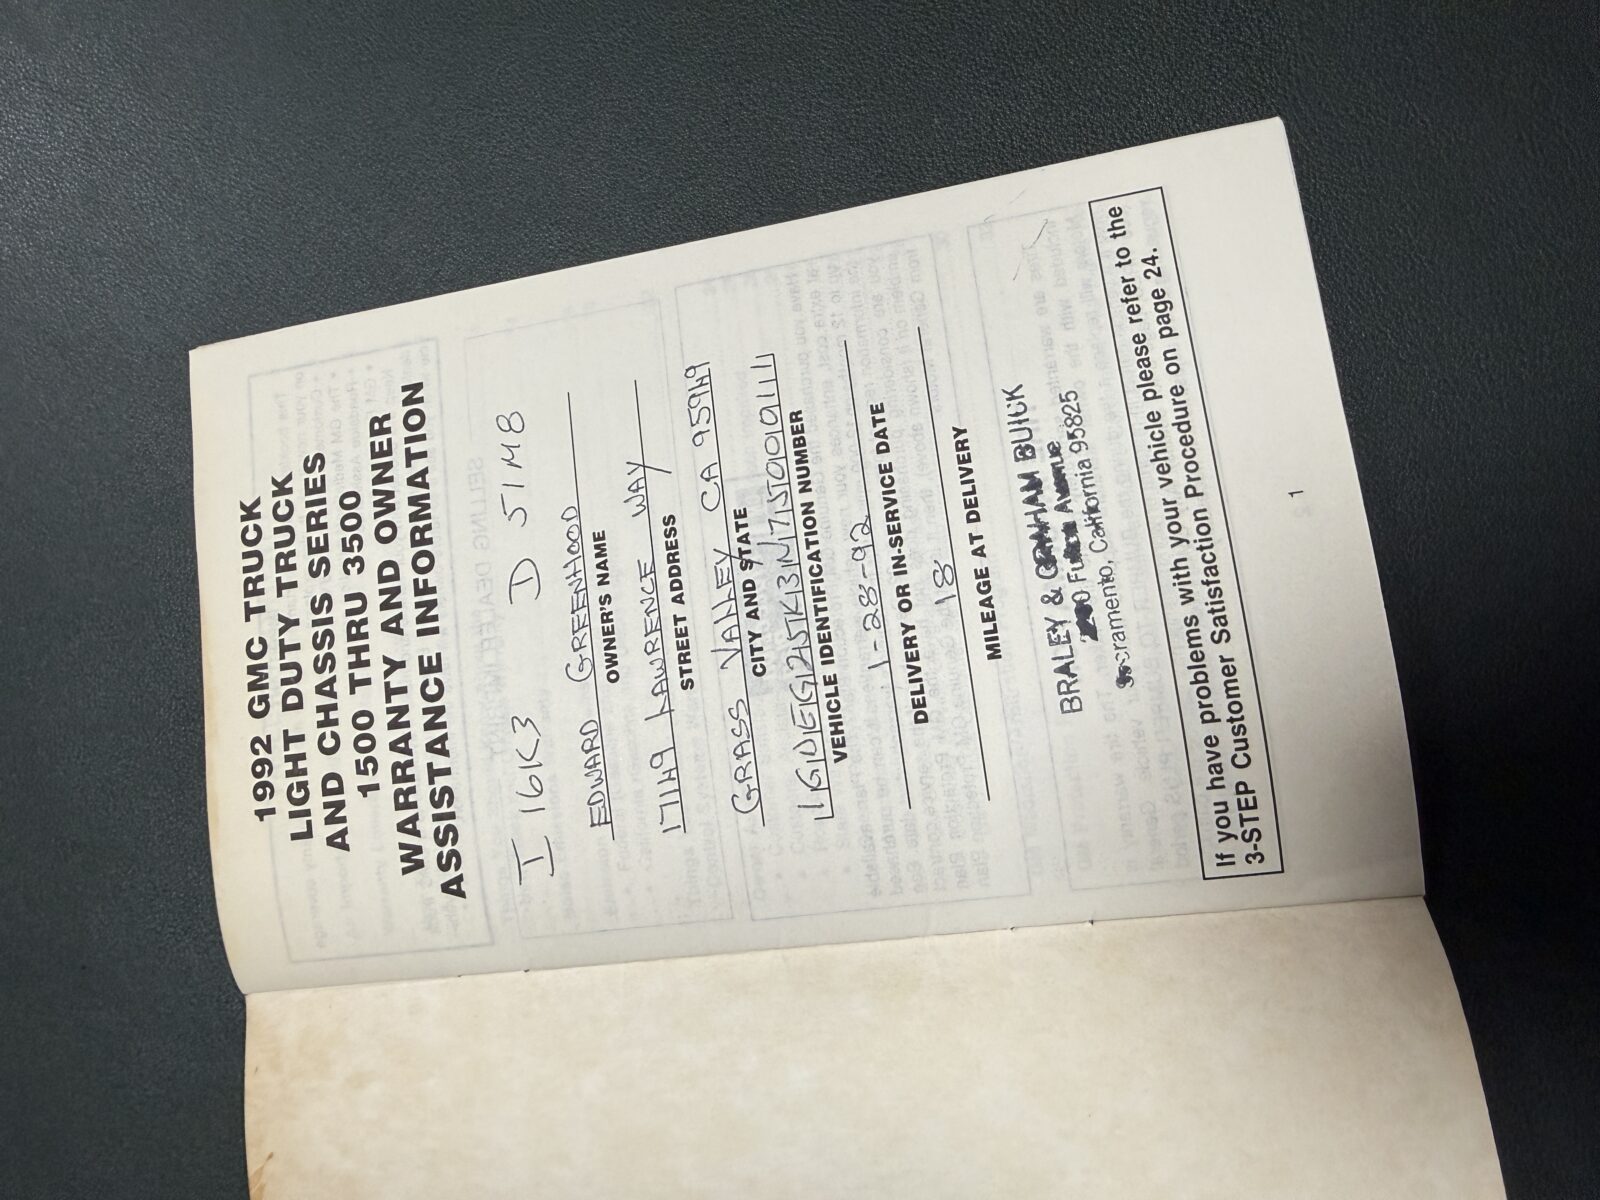 1992 GMC TRUCK
LIGHT DUTY TRUCK
AND CHASSIS SERIES
1500 THRU 3500
WARRANTY AND OWNER
ASSISTANCE INFORMATION
I 16K3 D 51M8
EDWARD GREENHOOD
OWNER'S NAME
17149 LAWRENCE WAY
STREET ADDRESS
GRASS VALLEY CA 95949
CITY AND STATE
VEHICLE IDENTIFICATION NUMBER
1-28-92
DELIVERY OR IN-SERVICE DATE
18
MILEAGE AT DELIVERY
BRALEY & GRAHAM BUICK
Sacramento, California 95825
If you have problems with your vehicle please refer to the
3-STEP Customer Satisfaction Procedure on page 24.
1